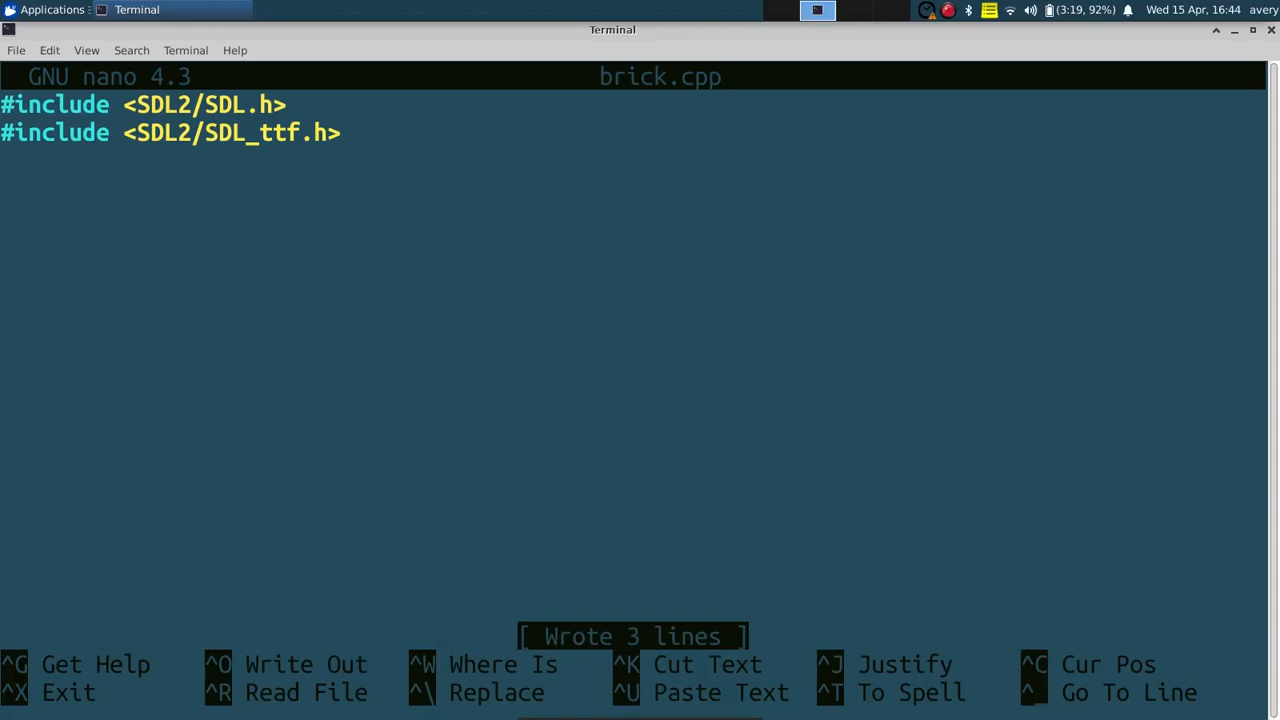 Applications Terminal (3:19, 92%) Wed 15 Apr, 16:44 avery
Terminal
File Edit View Search Terminal Help
GNU nano 4.3 brick.cpp
#include <SDL2/SDL.h>
#include <SDL2/SDL_ttf.h>
[ Wrote 3 lines ]
^G Get Help ^O Write Out ^W Where Is ^K Cut Text ^J Justify ^C Cur Pos
^X Exit ^R Read File ^\ Replace ^U Paste Text ^T To Spell ^_ Go To Line